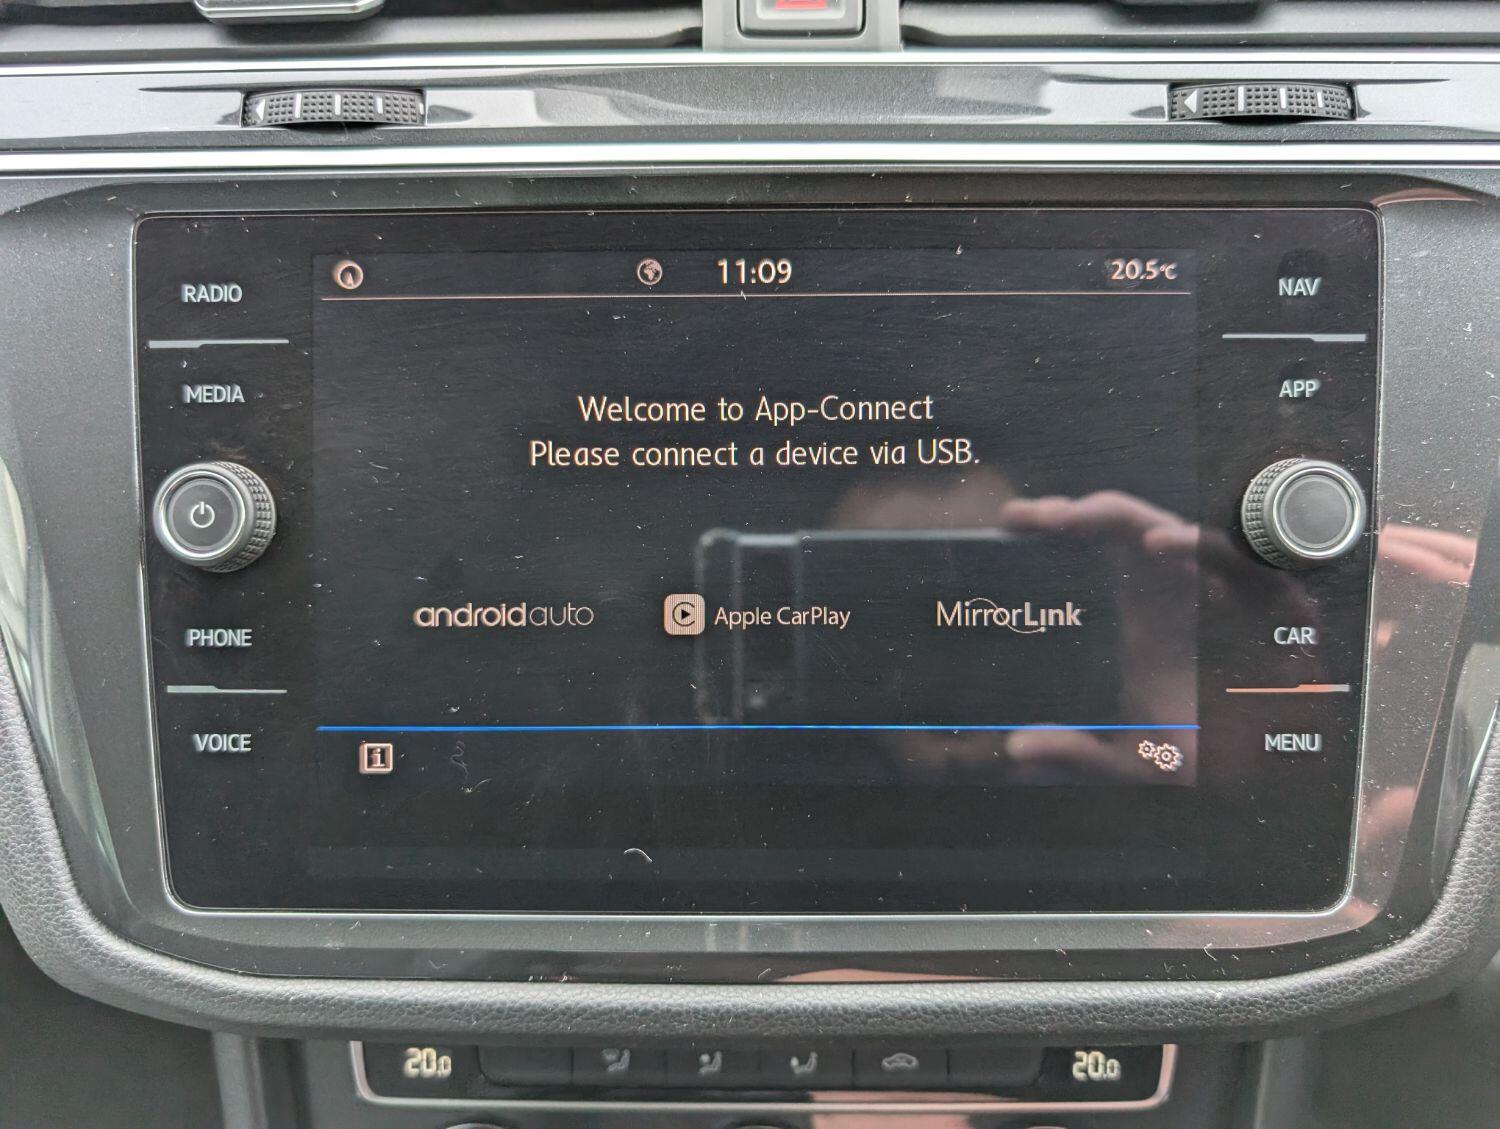 RADIO
MEDIA
PHONE
VOICE
11:09
20.5°C
Welcome to App-Connect
Please connect a device via USB.
androidauto
Apple CarPlay
MirrorLink
i
NAV
APP
CAR
MENU
20.0
20.0